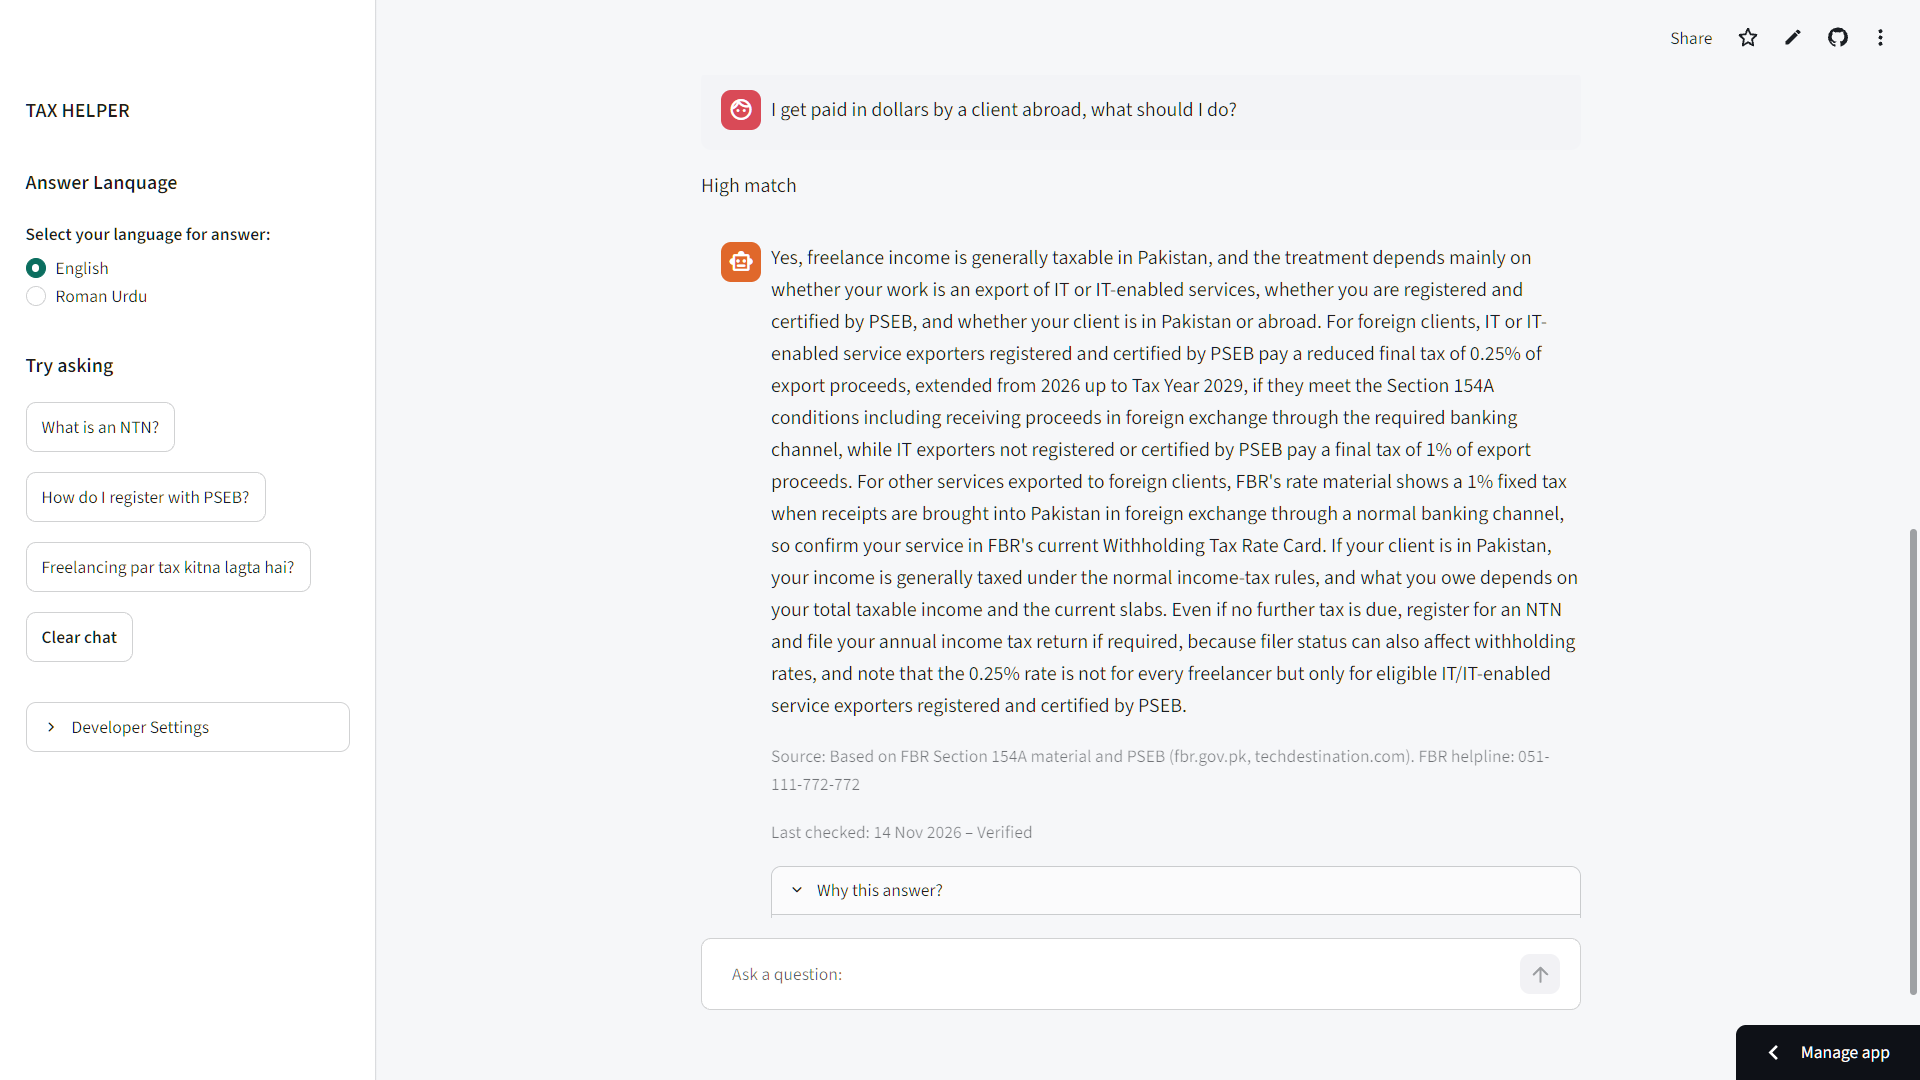 Share
TAX HELPER
Answer Lanquage
Select your language for answer:
English
Roman Urdu
Try asking
What is an NTN?
How do I register with PSEB?
Freelancing par tax kitna lagta hai?
Clear chat
Developer Settings
I get paid in dollars by a client abroad, what should I do?
High match
Yes, freelance income is generally taxable in Pakistan, and the treatment depends mainly on
whether your work is an export of IT or IT-enabled services, whether you are registered and
certified by PSEB, and whether your client is in Pakistan or abroad. For foreign clients, IT or IT-
enabled service exporters registered and certified by PSEB pay a reduced final tax of 0.25% of
export proceeds, extended from 2026 up to Tax Year 2029, if they meet the Section 154A
conditions including receiving proceeds in foreign exchange through the required banking
channel, while IT exporters not registered or certified by PSEB pay a final tax of 1% of export
proceeds. For other services exported to foreign clients, FBR's rate material shows a 1% fixed tax
when receipts are brought into Pakistan in foreign exchange through a normal banking channel,
so confirm your service in FBR's current Withholding Tax Rate Card. If your client is in Pakistan,
your income is generally taxed under the normal income-tax rules, and what you owe depends on
your total taxable income and the current slabs. Even if no further tax is due, register for an NTN
and file your annual income tax return if required, because filer status can also affect withholding
rates, and note that the 0.25% rate is not for every freelancer but only for eligible IT/IT-enabled
service exporters registered and certified by PSEB.
Source: Based on FBR Section 154A material and PSEB (fbr.gov.pk, techdestination.com). FBR helpline: 051-
111-772-772
Last checked: 14 Nov 2026 – Verified
Why this answer?
Ask a question:
Manage app